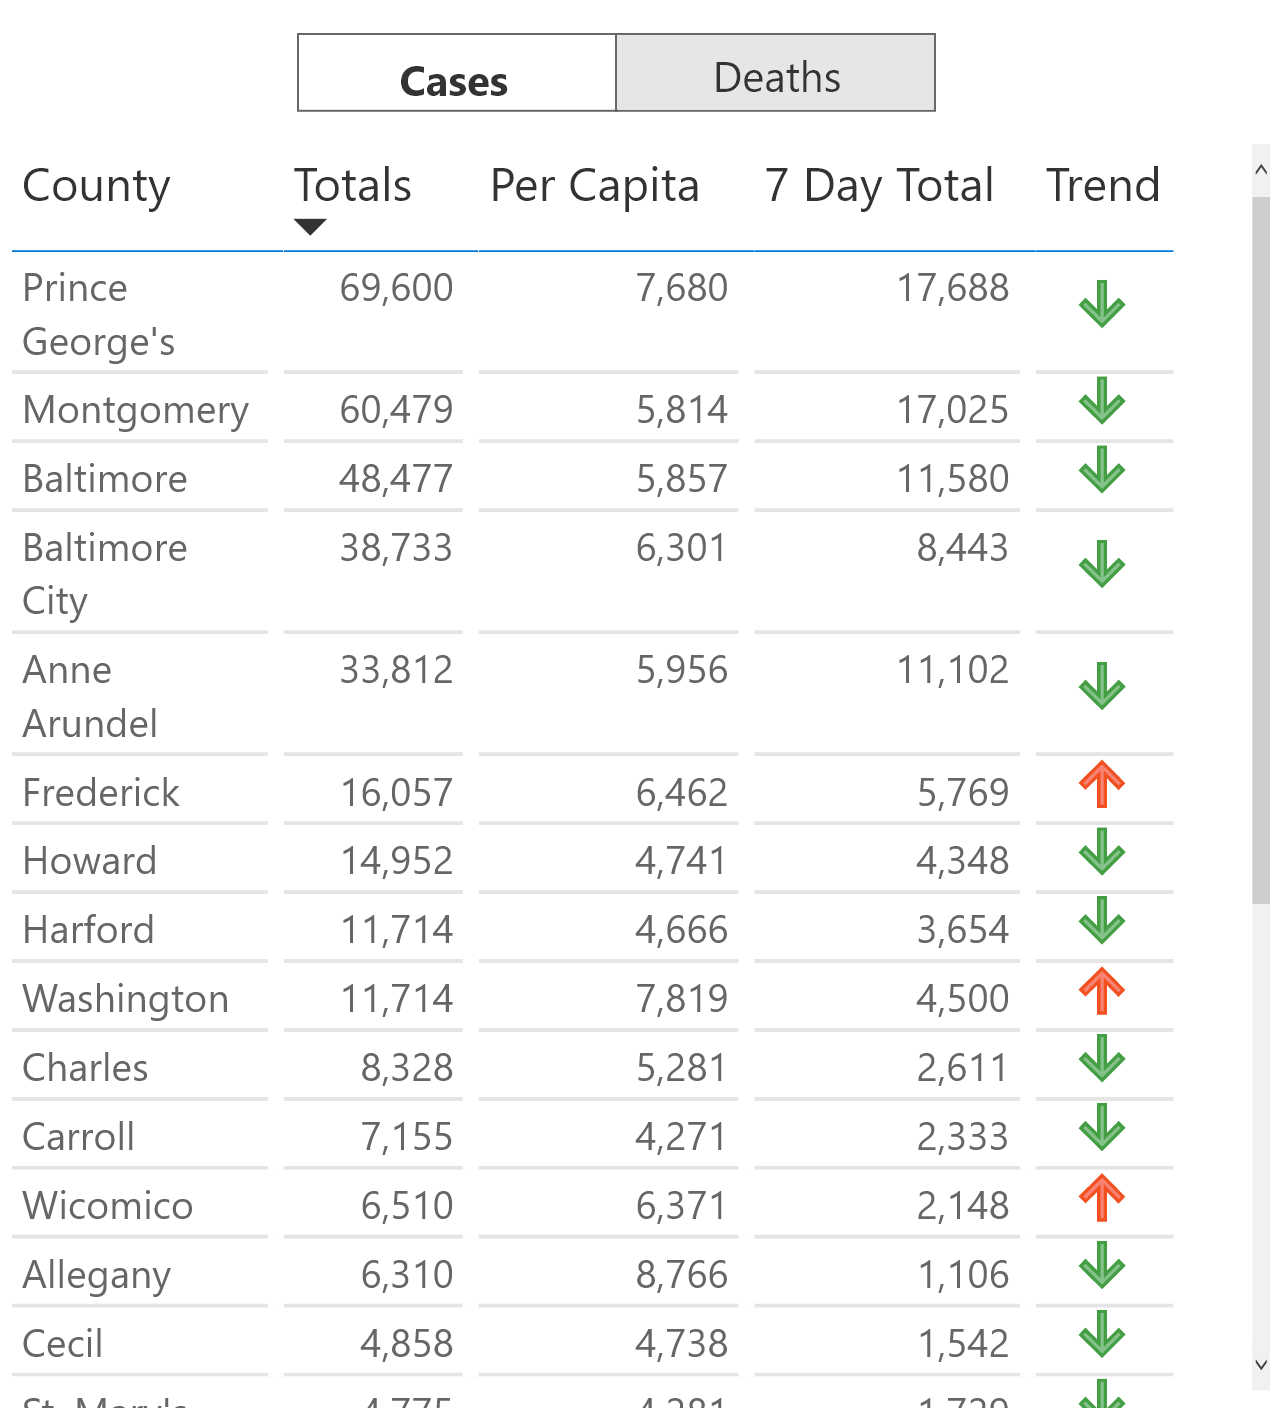 Cases Deaths
County Totals Per Capita 7 Day Total Trend
Prince 69,600 7,680 17,688
George's
Montgomery 60,479 5,814 17,025
Baltimore 48,477 5,857 11,580
Baltimore 38,733 6,301 8,443
City
Anne 33,812 5,956 11,102
Arundel
Frederick 16,057 6,462 5,769
Howard 14,952 4,741 4,348
Harford 11,714 4,666 3,654
Washington 11,714 7,819 4,500
Charles 8,328 5,281 2,611
Carroll 7,155 4,271 2,333
Wicomico 6,510 6,371 2,148
Allegany 6,310 8,766 1,106
Cecil 4,858 4,738 1,542
St. Mary's